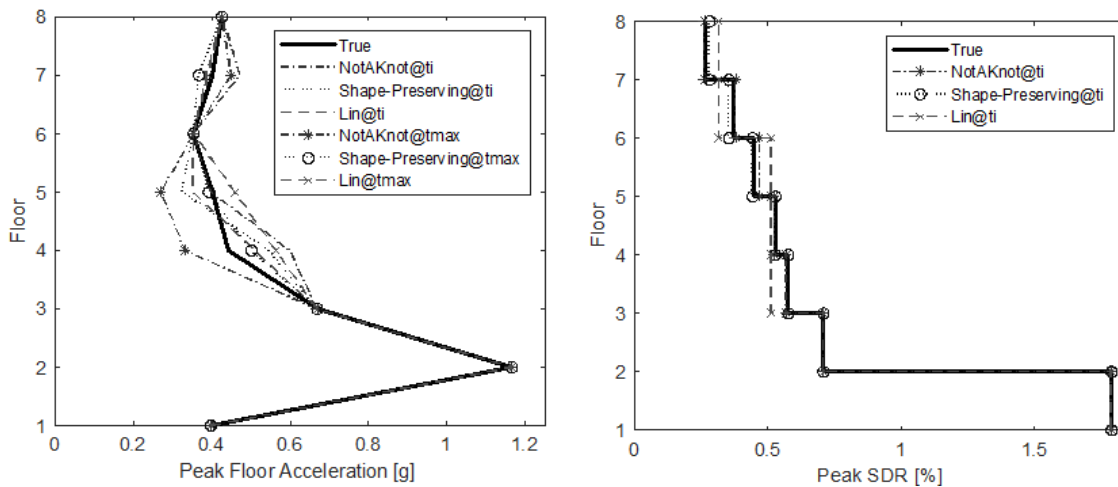 8
7
6
5
4
3
2
1
Floor
0
0.2
0.4
0.6
0.8
1
1.2
Peak Floor Acceleration [g]
True
NotAKnot@ti
Shape-Preserving@ti
Lin@ti
NotAKnot@tmax
Shape-Preserving@tmax
Lin@tmax
8
7
6
5
4
3
2
1
Floor
0
0.5
1
1.5
Peak SDR [%]
True
NotAKnot@ti
Shape-Preserving@ti
Lin@ti